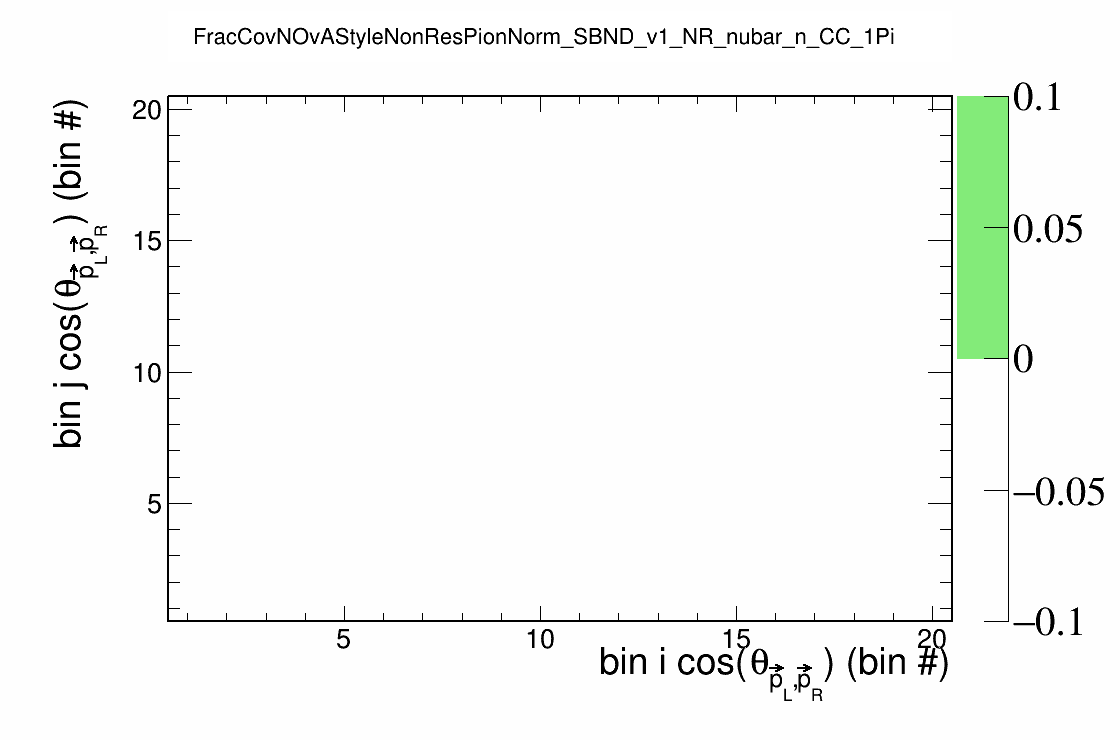 FracCovNOvAStyleNonResPionNorm_SBND_v1_NR_nubar_n_CC_1Pi
bin j cos(θ_{p⃗_L,p⃗_R}) (bin #)
20
15
10
5
5 10 15 20
bin i cos(θ_{p⃗_L,p⃗_R}) (bin #)
0.1
0.05
0
−0.05
−0.1